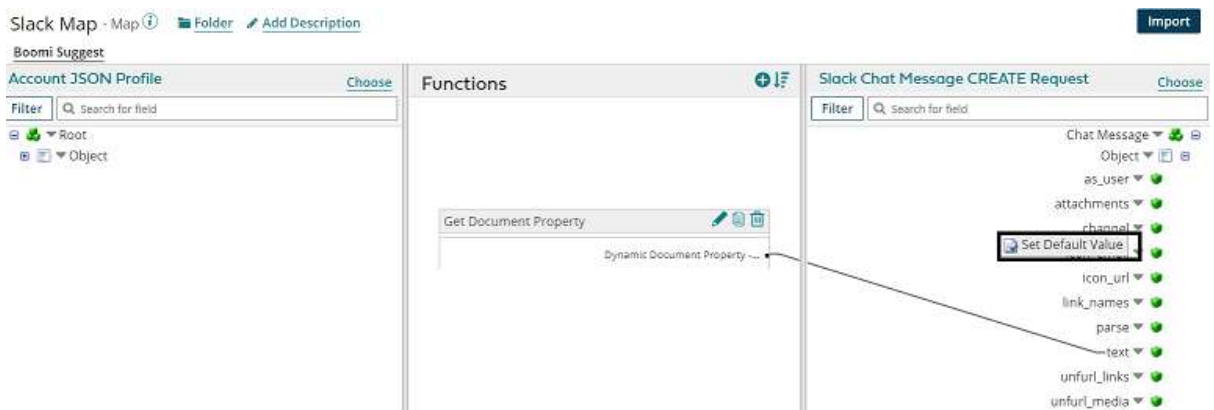 Slack Map - Map i Folder Add Description
Import
Boomi Suggest
Account JSON Profile Choose
Filter Search for field
Root
Object
Functions
Get Document Property
Dynamic Document Property -...
Slack Chat Message CREATE Request Choose
Filter Search for field
Chat Message
Object
as_user
attachments
channel
Set Default Value
icon_url
link_names
parse
text
unfurl_links
unfurl_media